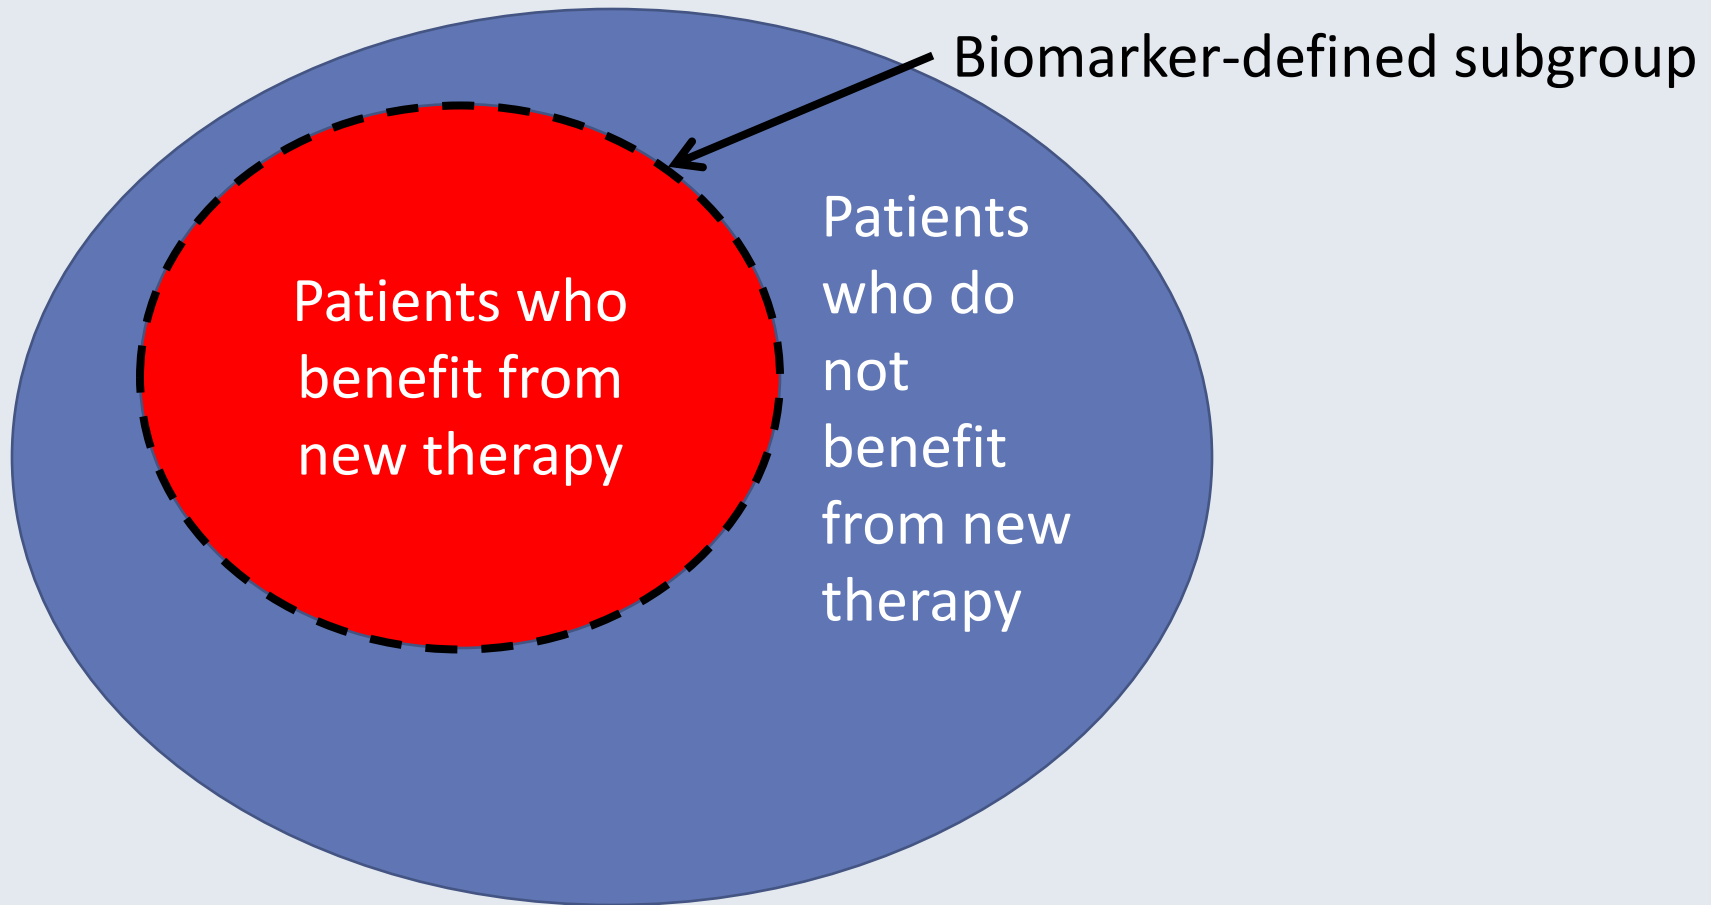 Biomarker-defined subgroup
Patients who
benefit from
new therapy
Patients
who do
not
benefit
from new
therapy